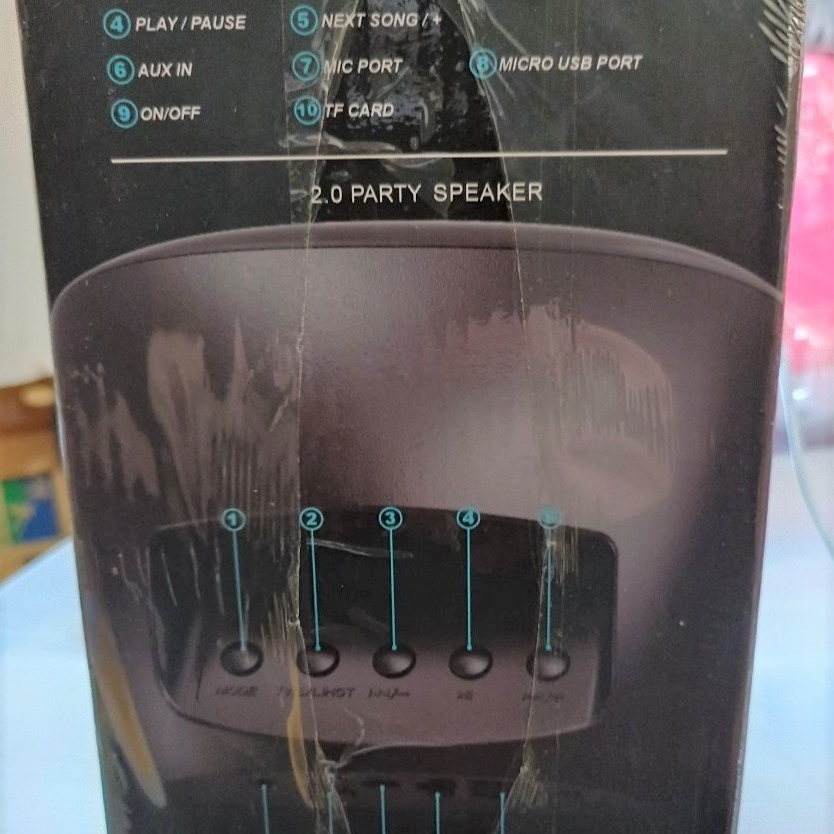 ④ PLAY / PAUSE ⑤ NEXT SONG / +
⑥ AUX IN ⑦ MIC PORT ⑧ MICRO USB PORT
⑨ ON/OFF ⑩ TF CARD
2.0 PARTY SPEAKER
① ② ③ ④ ⑤
MODE